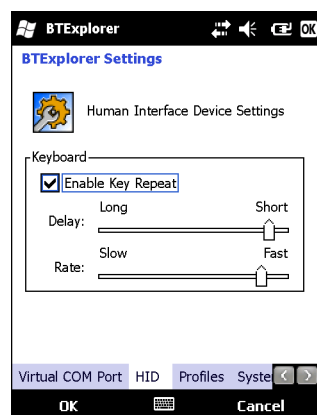 BTExplorer OK
BTExplorer Settings
Human Interface Device Settings
Keyboard
Enable Key Repeat
Long Short
Delay:
Slow Fast
Rate:
Virtual COM Port HID Profiles Syste
OK Cancel